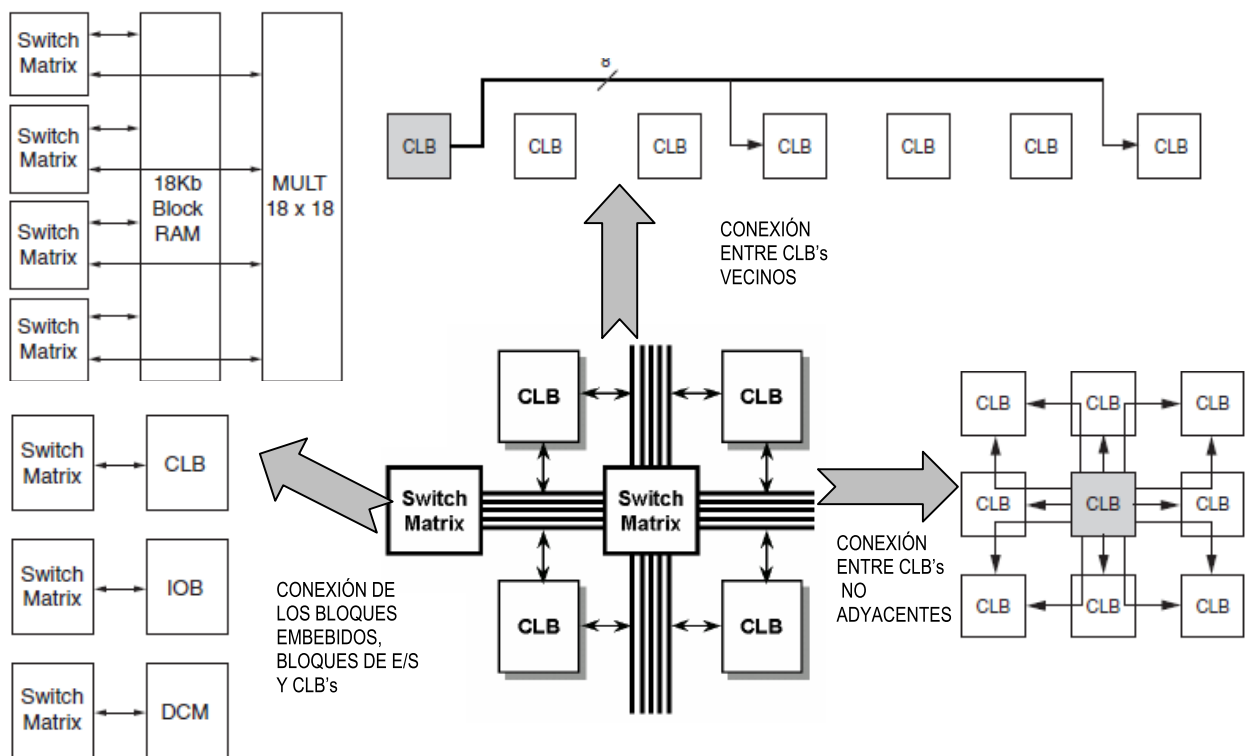 Switch
Matrix
Switch
Matrix
Switch
Matrix
Switch
Matrix
18Kb
Block
RAM
MULT
18 x 18
8
CLB
CLB
CLB
CLB
CLB
CLB
CLB
CONEXIÓN
ENTRE CLB's
VECINOS
Switch
Matrix
CLB
Switch
Matrix
IOB
Switch
Matrix
DCM
CONEXIÓN DE
LOS BLOQUES
EMBEBIDOS,
BLOQUES DE E/S
Y CLB's
CLB
CLB
Switch
Matrix
Switch
Matrix
CLB
CLB
CONEXIÓN
ENTRE CLB's
NO
ADYACENTES
CLB
CLB
CLB
CLB
CLB
CLB
CLB
CLB
CLB